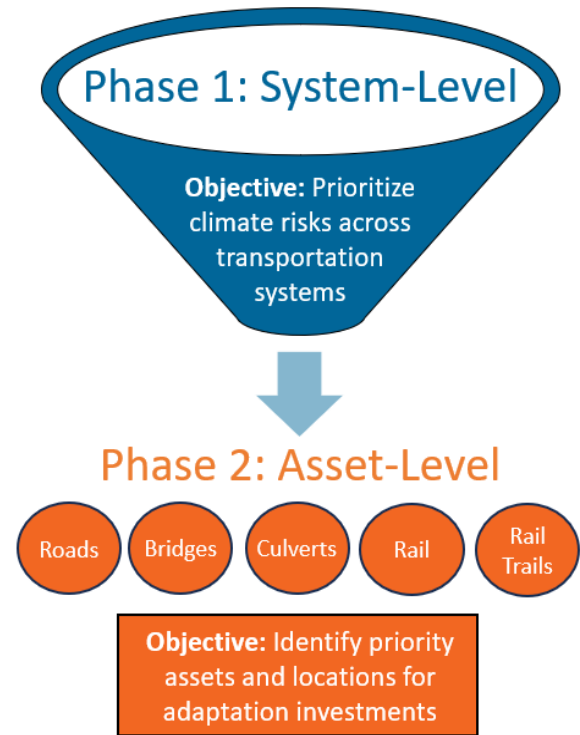 Phase 1: System-Level
Objective: Prioritize
climate risks across
transportation
systems
Phase 2: Asset-Level
Roads
Bridges
Culverts
Rail
Rail
Trails
Objective: Identify priority
assets and locations for
adaptation investments